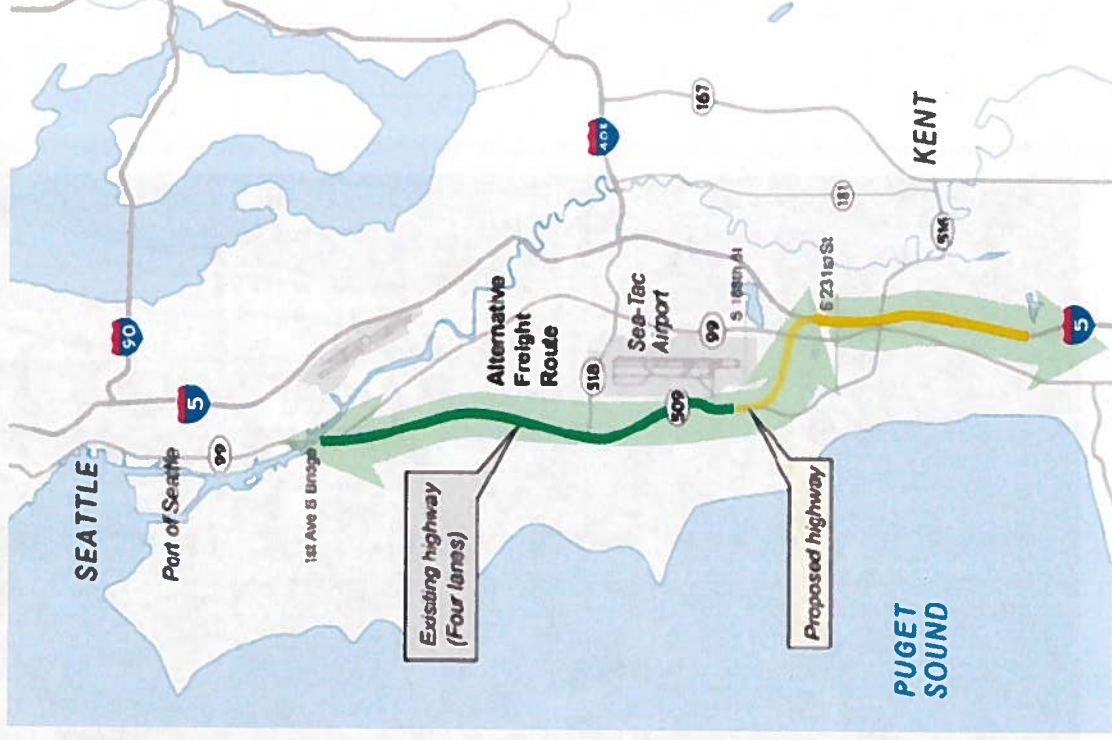 SEATTLE
Port of Seattle
99
5
90
1st Ave S Bridge
Existing highway
(Four lanes)
Alternative
Freight
Route
518
405
Sea-Tac
Airport
509
99
167
S 188th St
Proposed highway
S 231st St
181
KENT
516
PUGET
SOUND
5